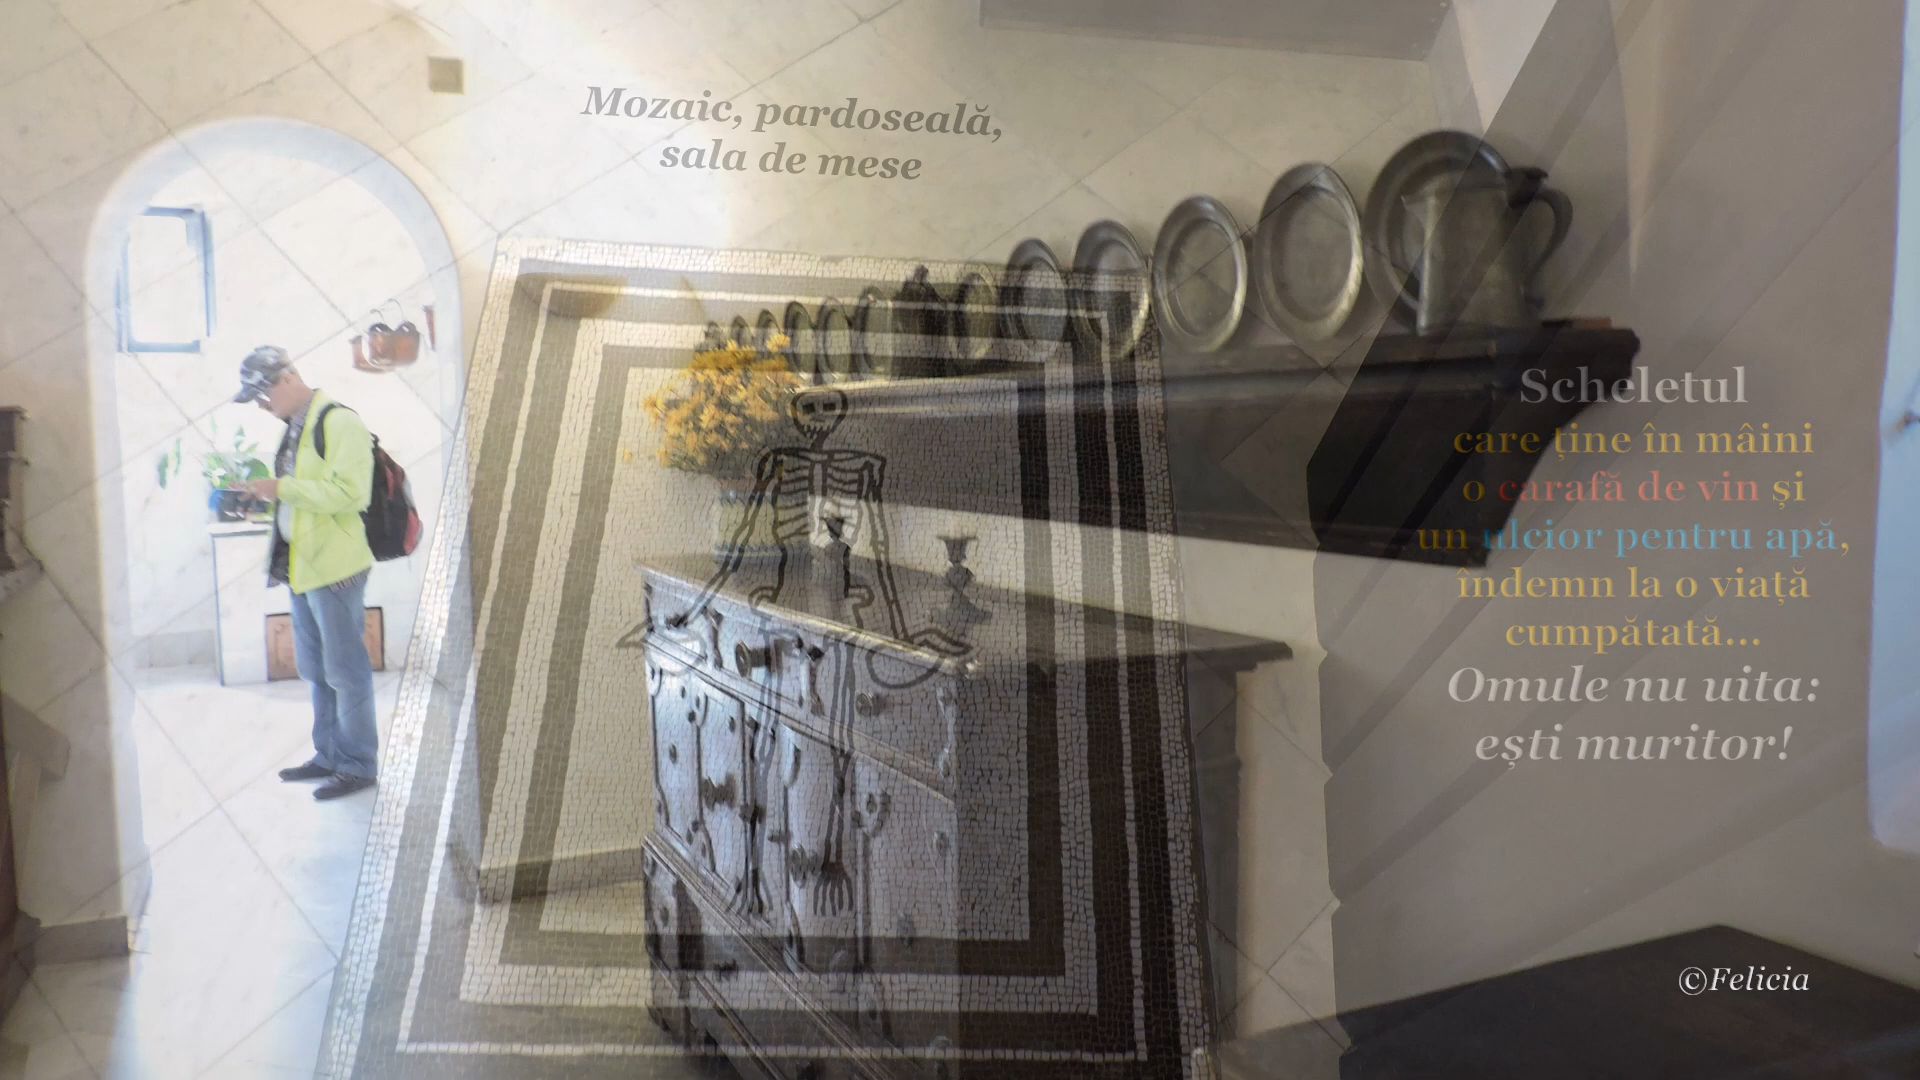 Mozaic, pardoseală,
sala de mese
Scheletul
care ține în mâini
o carafă de vin și
un ulcior pentru apă,
îndemn la o viață
cumpătată...
Omule nu uita:
ești muritor!
©Felicia